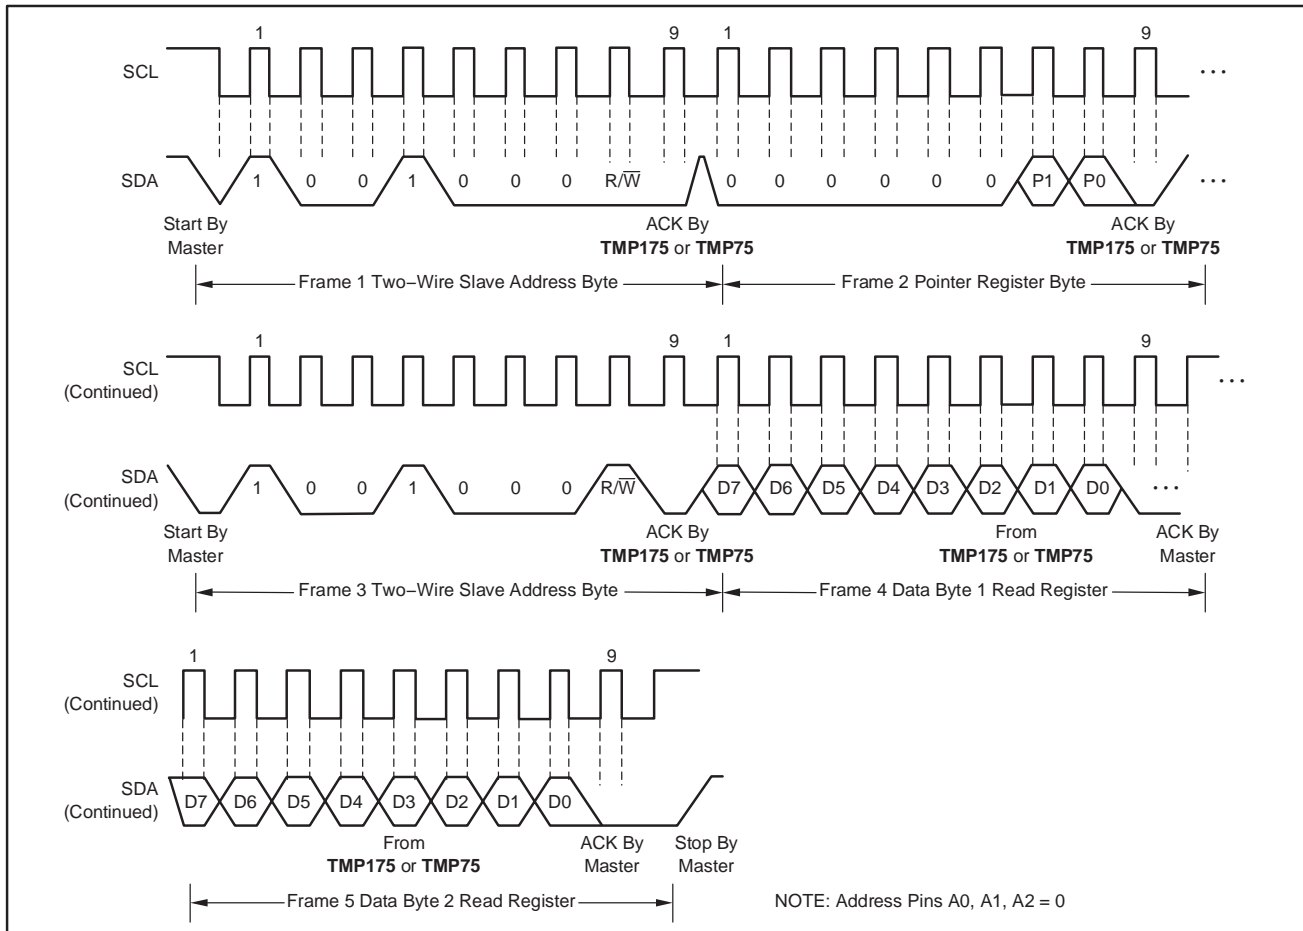 1 9 1 9
SCL ...
SDA 1 0 0 1 0 0 0 R/W̅ 0 0 0 0 0 0 P1 P0 ...
Start By Master
ACK By TMP175 or TMP75
ACK By TMP175 or TMP75
Frame 1 Two−Wire Slave Address Byte
Frame 2 Pointer Register Byte
1 9 1 9
SCL (Continued) ...
SDA (Continued) 1 0 0 1 0 0 0 R/W̅ D7 D6 D5 D4 D3 D2 D1 D0 ...
Start By Master
ACK By TMP175 or TMP75
From TMP175 or TMP75
ACK By Master
Frame 3 Two−Wire Slave Address Byte
Frame 4 Data Byte 1 Read Register
1 9
SCL (Continued)
SDA (Continued) D7 D6 D5 D4 D3 D2 D1 D0
From TMP175 or TMP75
ACK By Master
Stop By Master
Frame 5 Data Byte 2 Read Register
NOTE: Address Pins A0, A1, A2 = 0